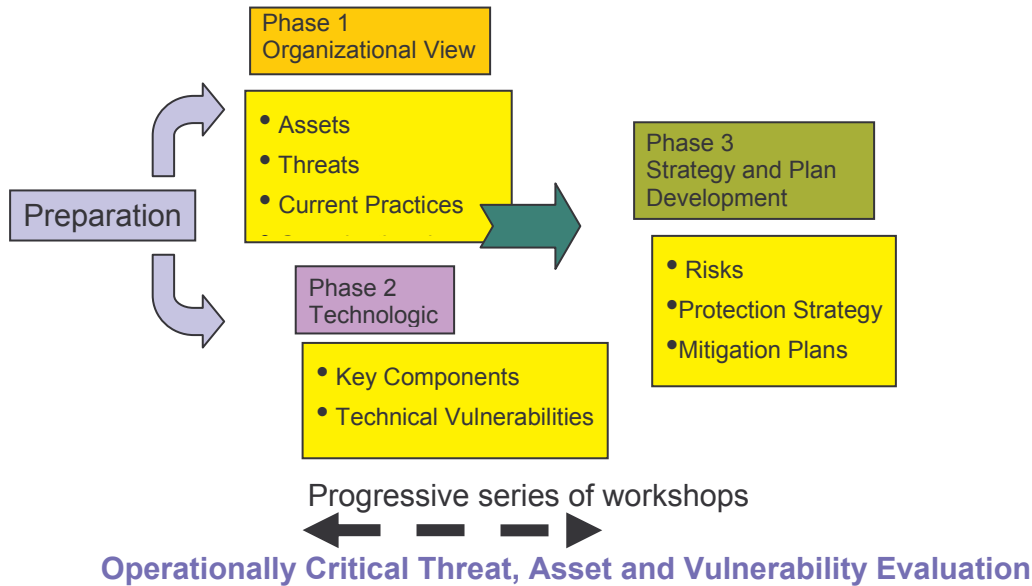 Phase 1
Organizational View
• Assets
• Threats
• Current Practices
Preparation
Phase 2
Technologic
• Key Components
• Technical Vulnerabilities
Phase 3
Strategy and Plan
Development
• Risks
•Protection Strategy
•Mitigation Plans
Progressive series of workshops
Operationally Critical Threat, Asset and Vulnerability Evaluation